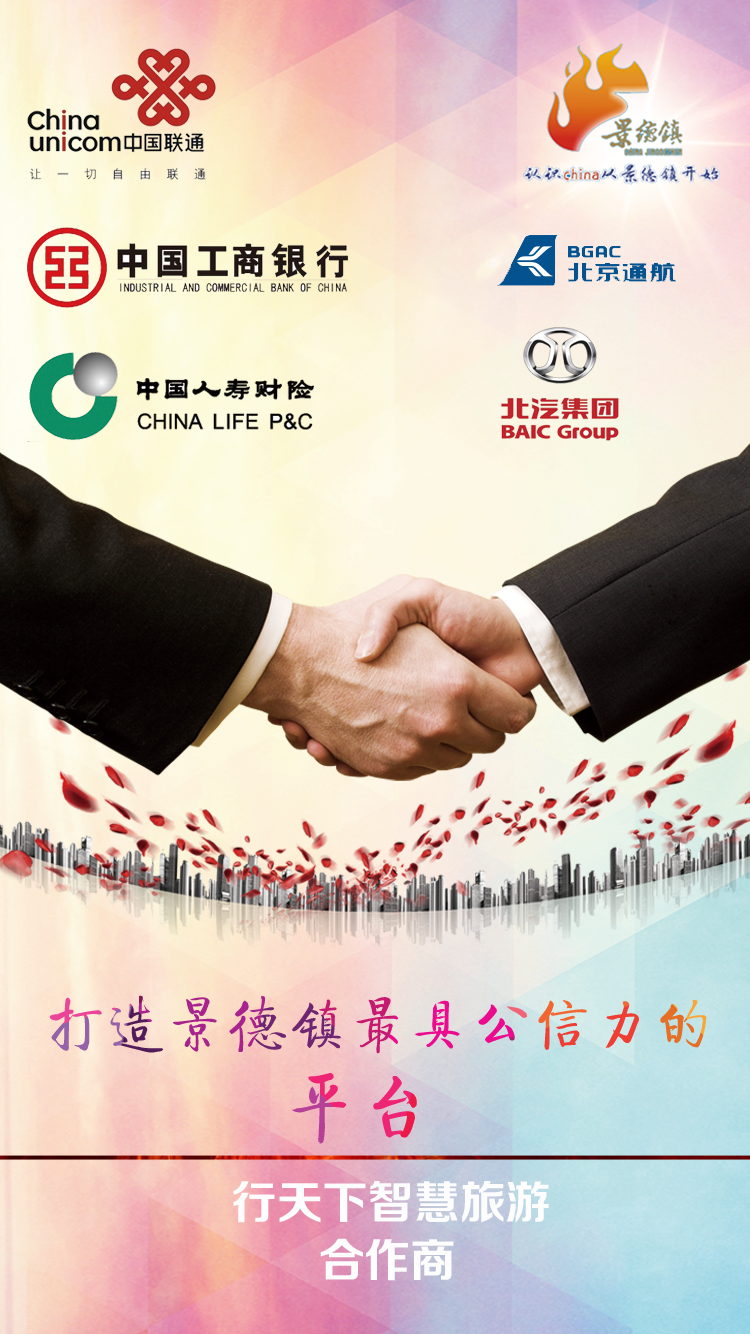 China
unicom中国联通
让一切自由联通
景德镇
认识china从景德镇开始
中国工商银行
INDUSTRIAL AND COMMERCIAL BANK OF CHINA
BGAC
北京通航
中国人寿财险
CHINA LIFE P&C
北汽集团
BAIC Group
打造景德镇最具公信力的
平台
行天下智慧旅游
合作商